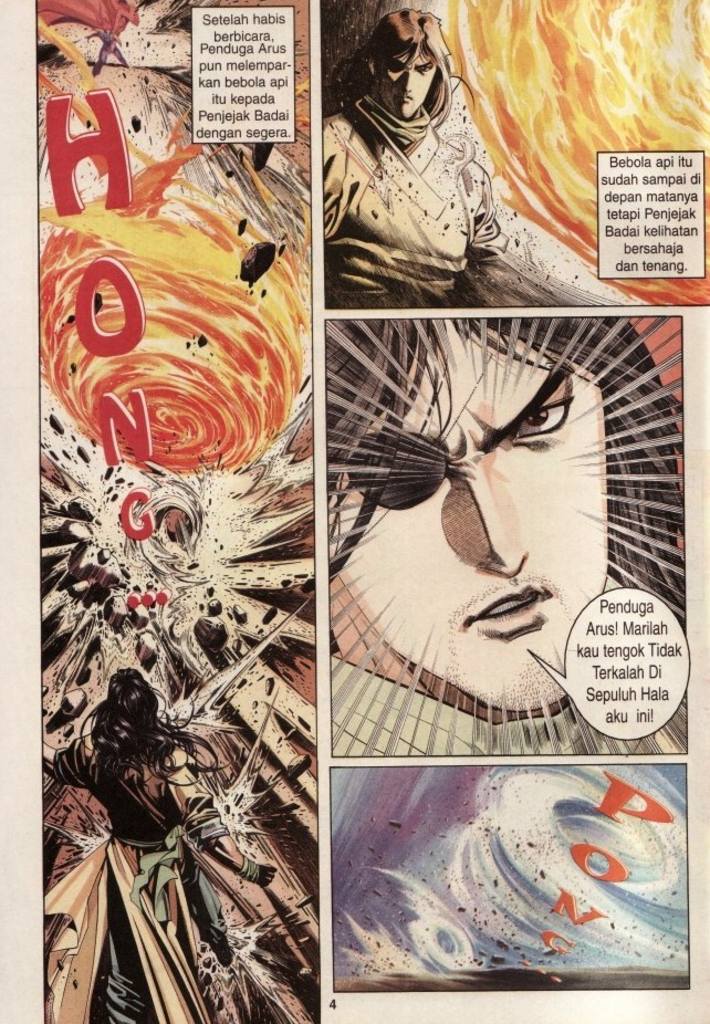 Setelah habis
berbicara,
Penduga Arus
pun melempar-
kan bebola api
itu kepada
Penjejak Badai
dengan segera.
HONG...
Bebola api itu
sudah sampai di
depan matanya
tetapi Penjejak
Badai kelihatan
bersahaja
dan tenang.
Penduga
Arus! Marilah
kau tengok Tidak
Terkalah Di
Sepuluh Hala
aku ini!
PONG
4